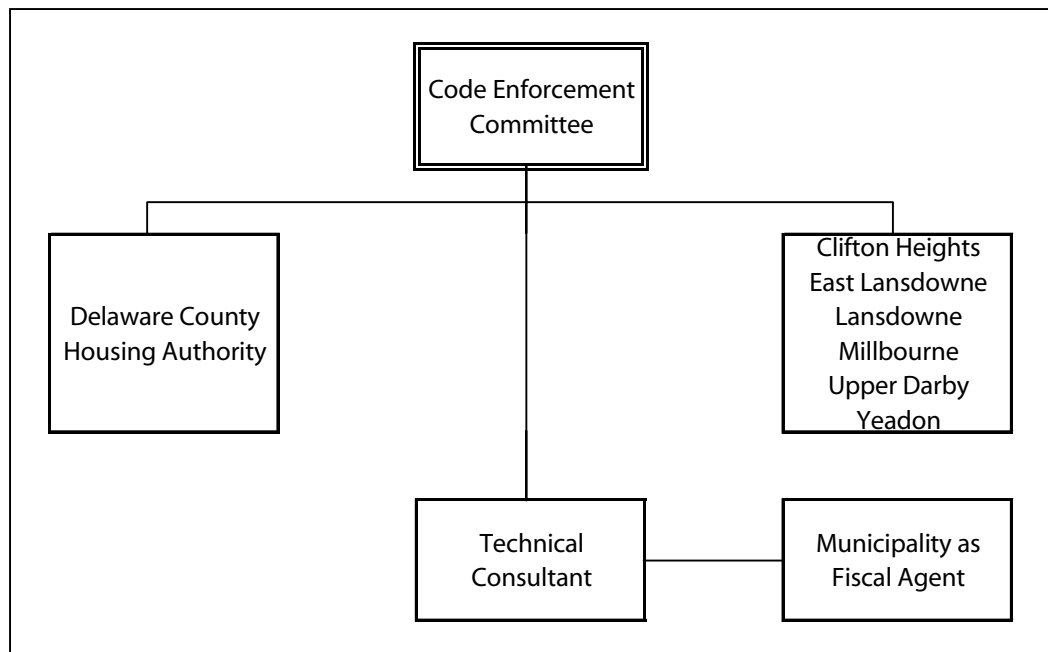 Code Enforcement
Committee
Delaware County
Housing Authority
Clifton Heights
East Lansdowne
Lansdowne
Millbourne
Upper Darby
Yeadon
Technical
Consultant
Municipality as
Fiscal Agent